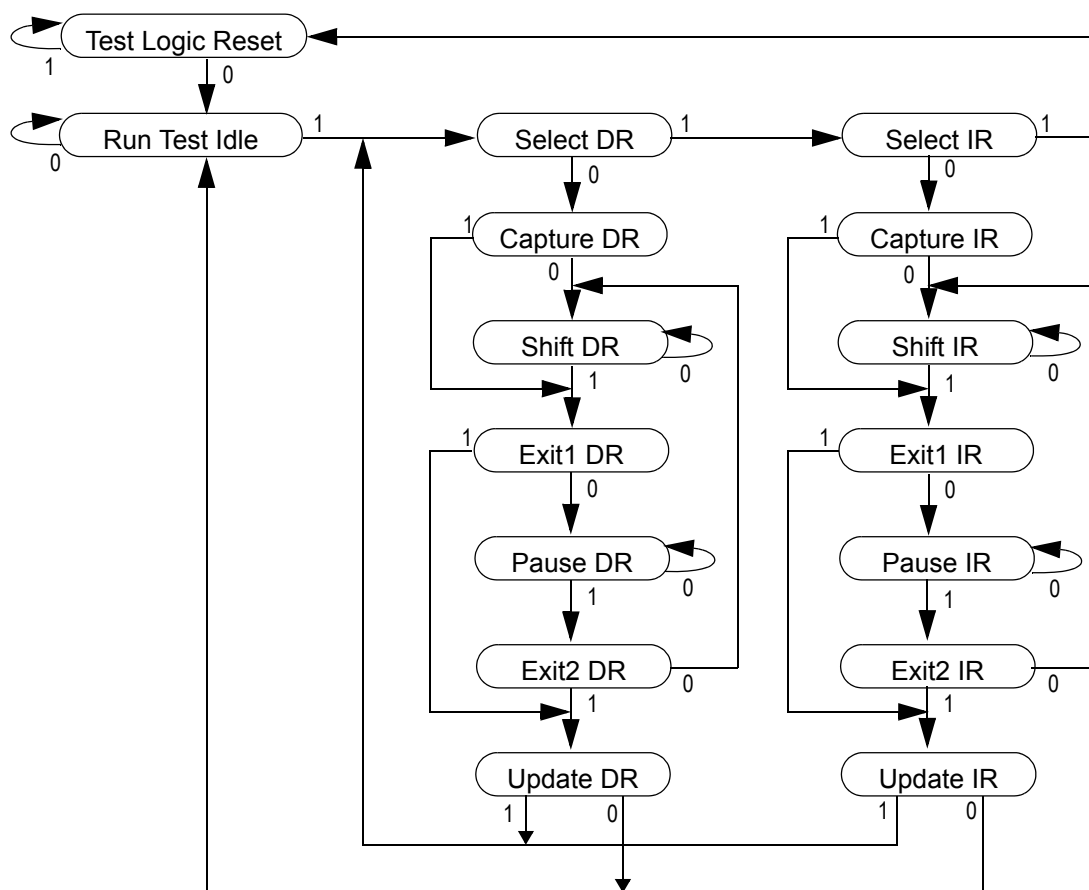 Test Logic Reset
1
0
Run Test Idle
1
Select DR
1
Select IR
1
0
0
0
1
Capture DR
1
Capture IR
0
0
Shift DR
Shift IR
0
0
1
1
1
Exit1 DR
1
Exit1 IR
0
0
Pause DR
Pause IR
0
0
1
1
Exit2 DR
Exit2 IR
0
0
1
1
Update DR
Update IR
1
0
1
0